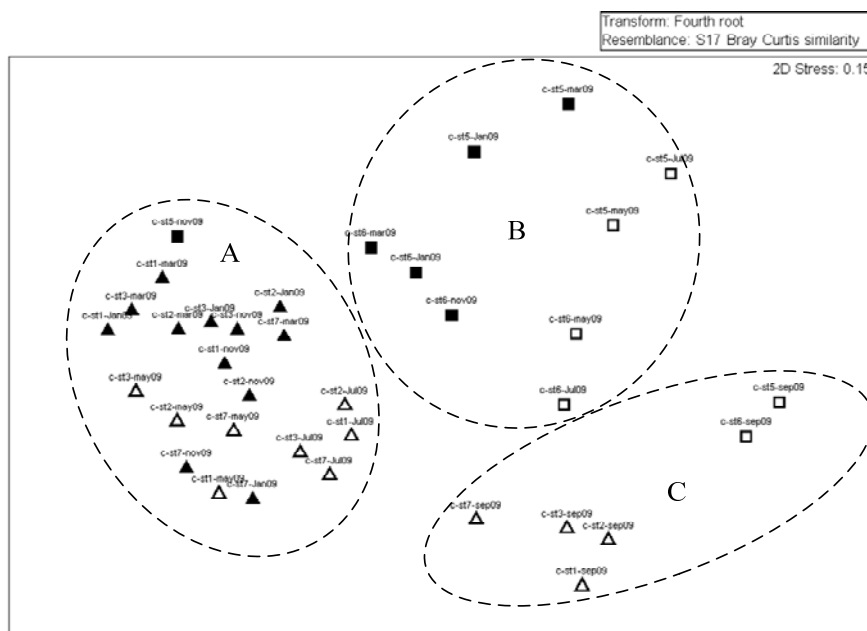 Transform: Fourth root
Resemblance: S17 Bray Curtis similarity
2D Stress: 0.15
c-st5-mar09
c-st5-Jan09
c-st5-Jul09
c-st5-may09
B
c-st5-nov09
A
c-st6-mar09
c-st6-Jan09
c-st1-mar09
c-st2-Jan09
c-st3-mar09
c-st3-Jan09
c-st1-Jan09
c-st2-mar09
c-st3-nov09
c-st7-mar09
c-st6-nov09
c-st6-may09
c-st1-nov09
c-st3-may09
c-st2-nov09
c-st2-Jul09
c-st6-Jul09
c-st5-sep09
c-st2-may09
c-st7-may09
c-st1-Jul09
c-st6-sep09
c-st3-Jul09
c-st7-nov09
c-st7-Jul09
c-st1-may09
c-st7-Jan09
C
c-st7-sep09
c-st3-sep09
c-st2-sep09
c-st1-sep09